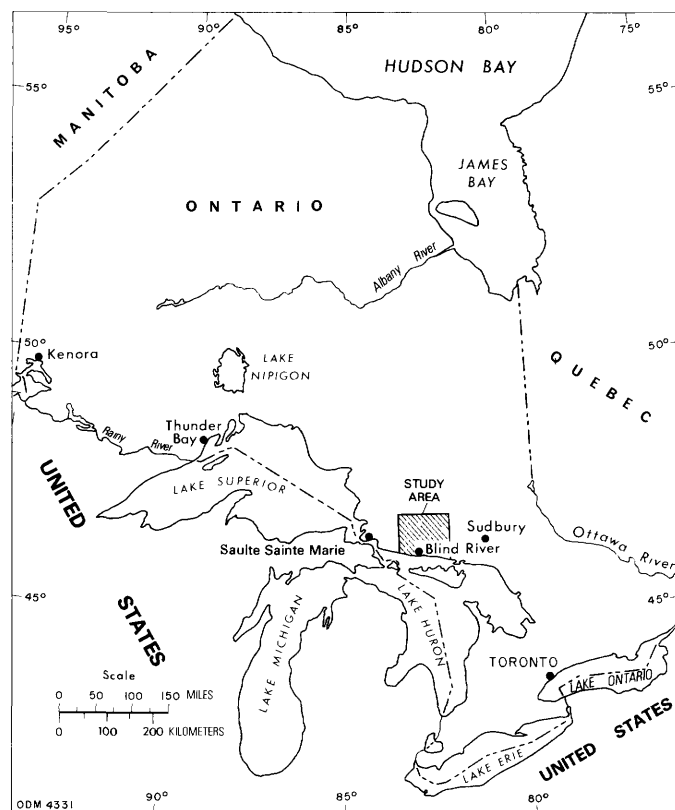 95° 90° 85° 80° 75°
HUDSON BAY
55° 55°
MANITOBA
JAMES
BAY
ONTARIO
Albany River
50° 50°
Kenora
LAKE
NIPIGON
QUEBEC
Thunder
Bay
Rainy River
STUDY
AREA
LAKE SUPERIOR
UNITED
STATES
Sudbury
Ottawa River
Saulte Sainte Marie
Blind River
45° 45°
LAKE MICHIGAN
LAKE HURON
TORONTO
LAKE ONTARIO
Scale
0 50 100 150 MILES
0 100 200 KILOMETERS
UNITED STATES
LAKE ERIE
ODM 4331
90° 85° 80°